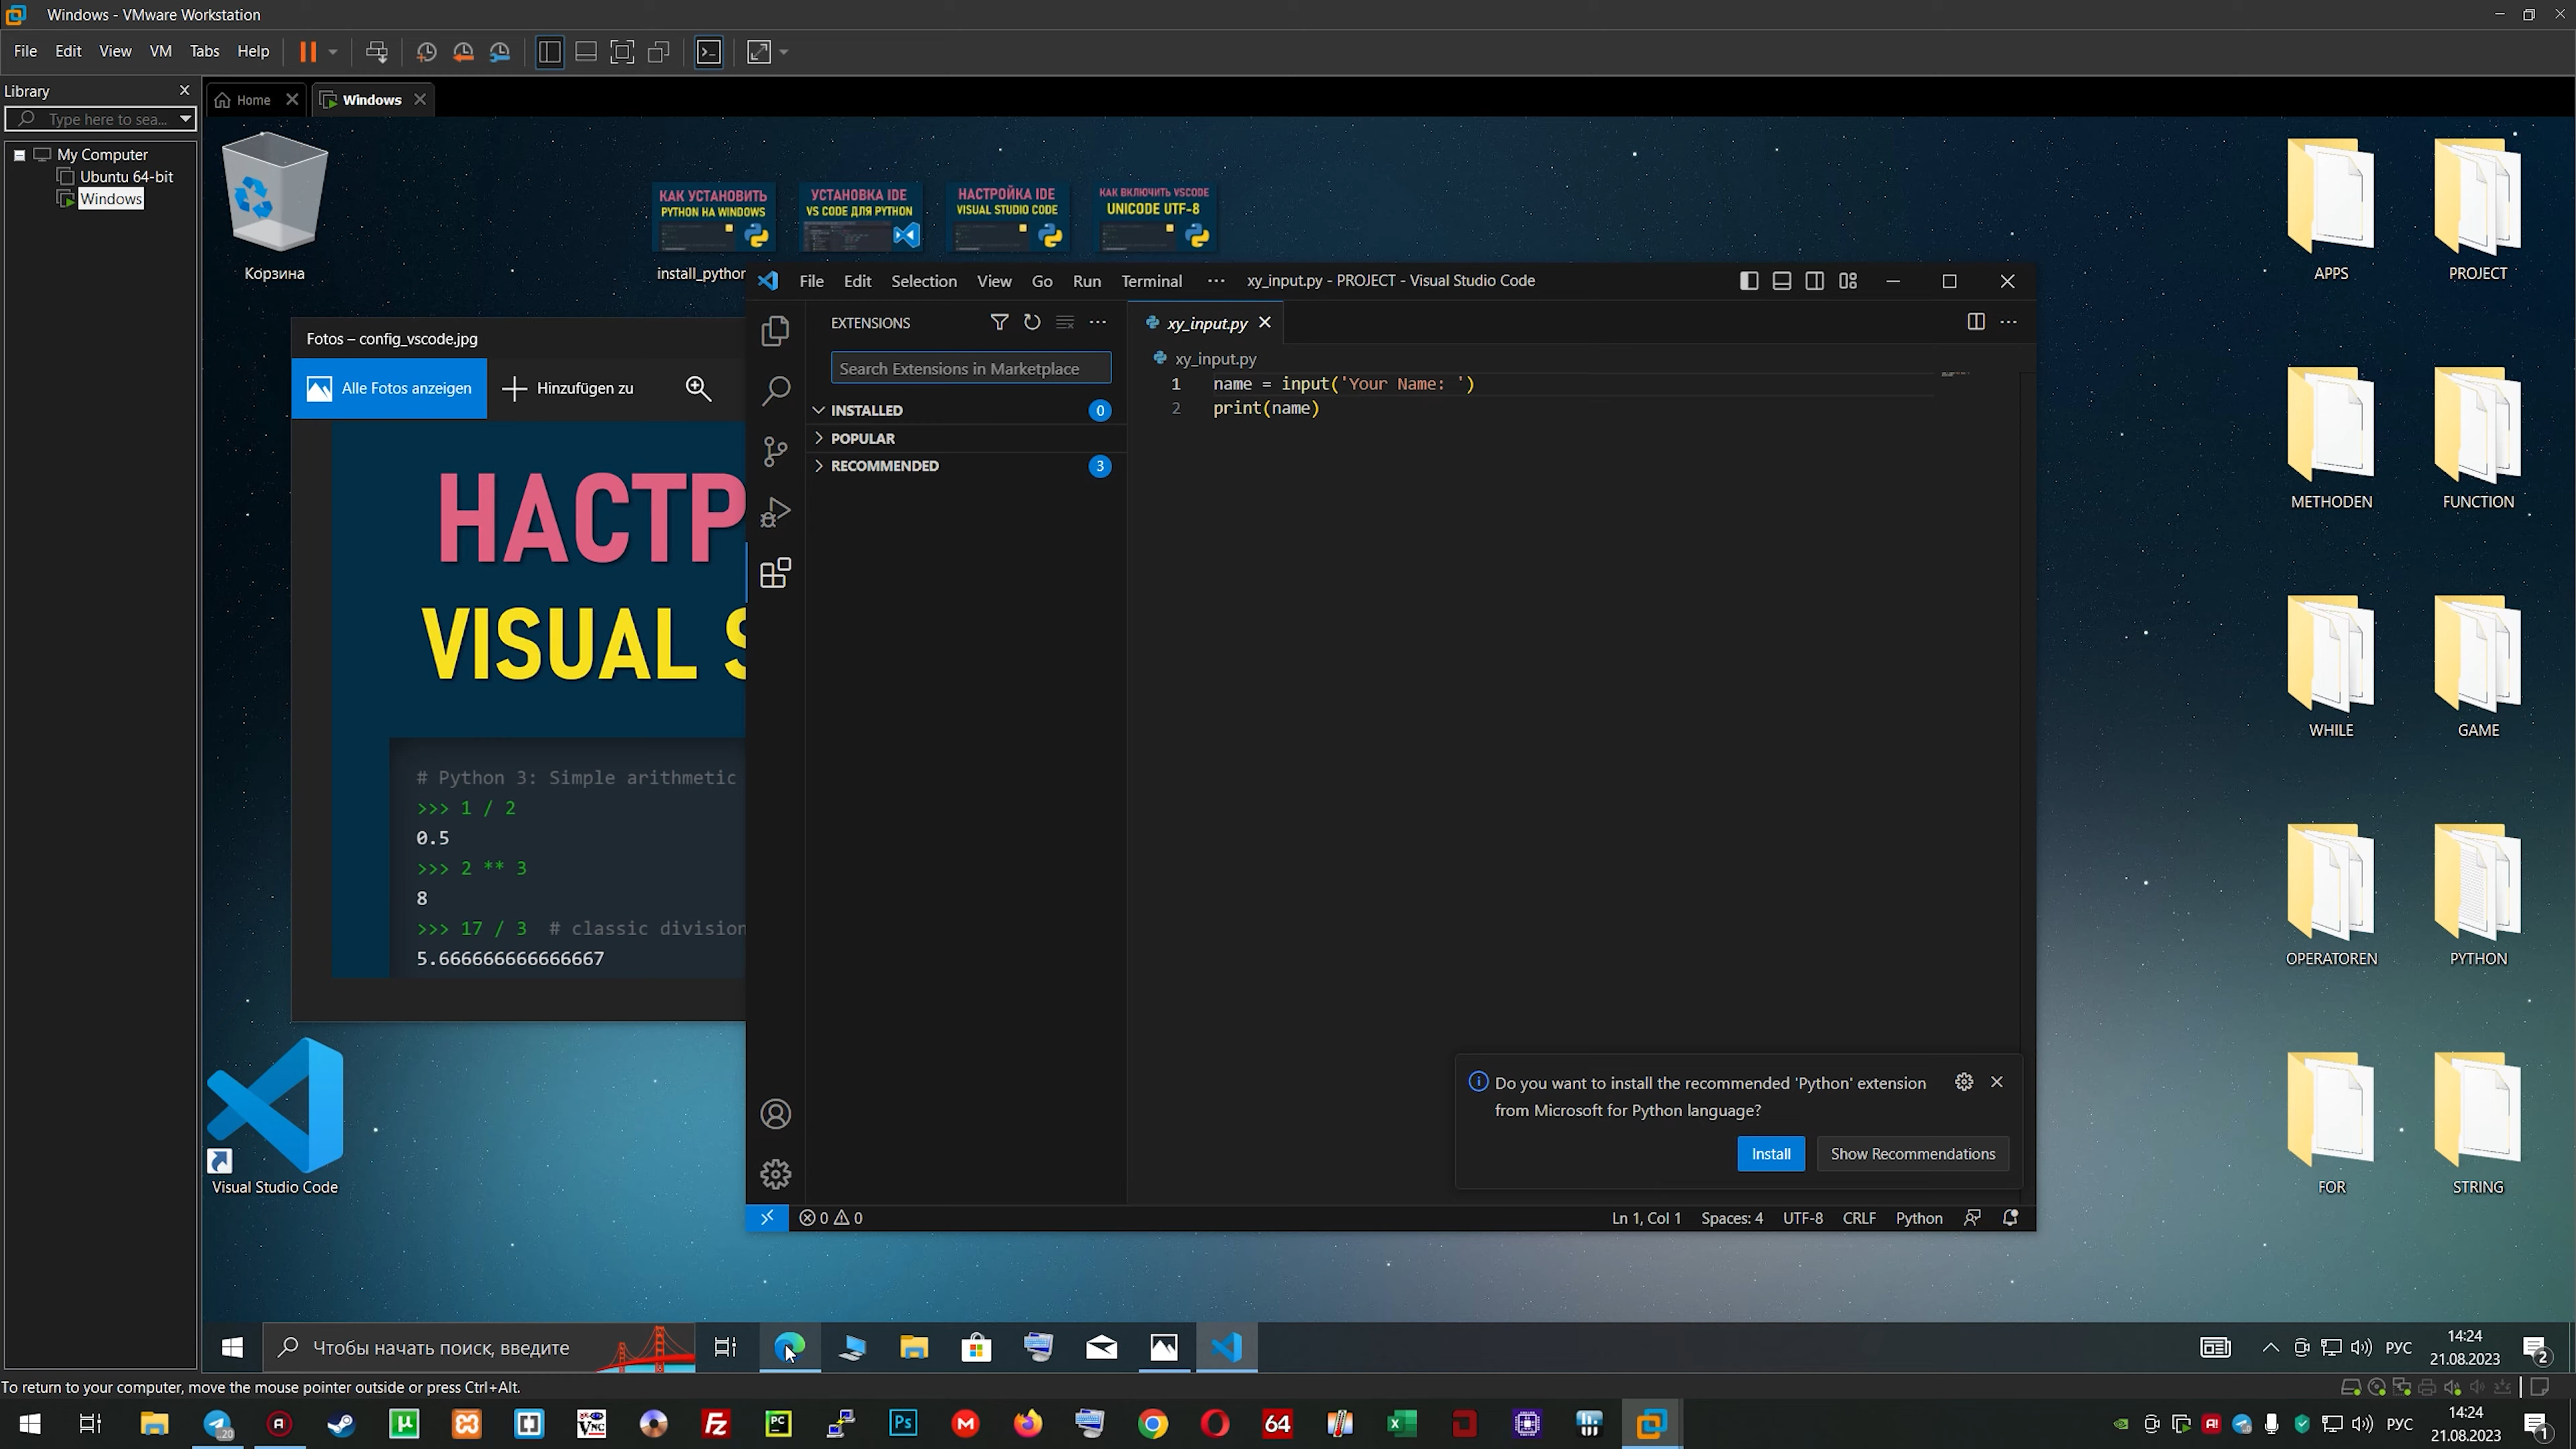 Windows - VMware Workstation
File Edit View VM Tabs Help
Library
Type here to sea...
My Computer
Ubuntu 64-bit
Windows
Home
Windows
Корзина
КАК УСТАНОВИТЬ
PYTHON НА WINDOWS
install_python
УСТАНОВКА IDE
VS CODE ДЛЯ PYTHON
НАСТРОЙКА IDE
VISUAL STUDIO CODE
КАК ВКЛЮЧИТЬ VSCODE
UNICODE UTF-8
APPS
PROJECT
METHODEN
FUNCTION
WHILE
GAME
OPERATOREN
PYTHON
FOR
STRING
Fotos – config_vscode.jpg
Alle Fotos anzeigen
Hinzufügen zu
НАСТР
VISUAL S
# Python 3: Simple arithmetic
>>> 1 / 2
0.5
>>> 2 ** 3
8
>>> 17 / 3 # classic division
5.666666666666667
Visual Studio Code
File Edit Selection View Go Run Terminal ···
xy_input.py - PROJECT - Visual Studio Code
EXTENSIONS
Search Extensions in Marketplace
INSTALLED 0
POPULAR
RECOMMENDED 3
xy_input.py
xy_input.py
1 name = input('Your Name: ')
2 print(name)
Do you want to install the recommended 'Python' extension
from Microsoft for Python language?
Install
Show Recommendations
0 0
Ln 1, Col 1 Spaces: 4 UTF-8 CRLF Python
Чтобы начать поиск, введите
РУС
14:24
21.08.2023
2
To return to your computer, move the mouse pointer outside or press Ctrl+Alt.
20
PC
Ps
64
РУС
14:24
21.08.2023
1